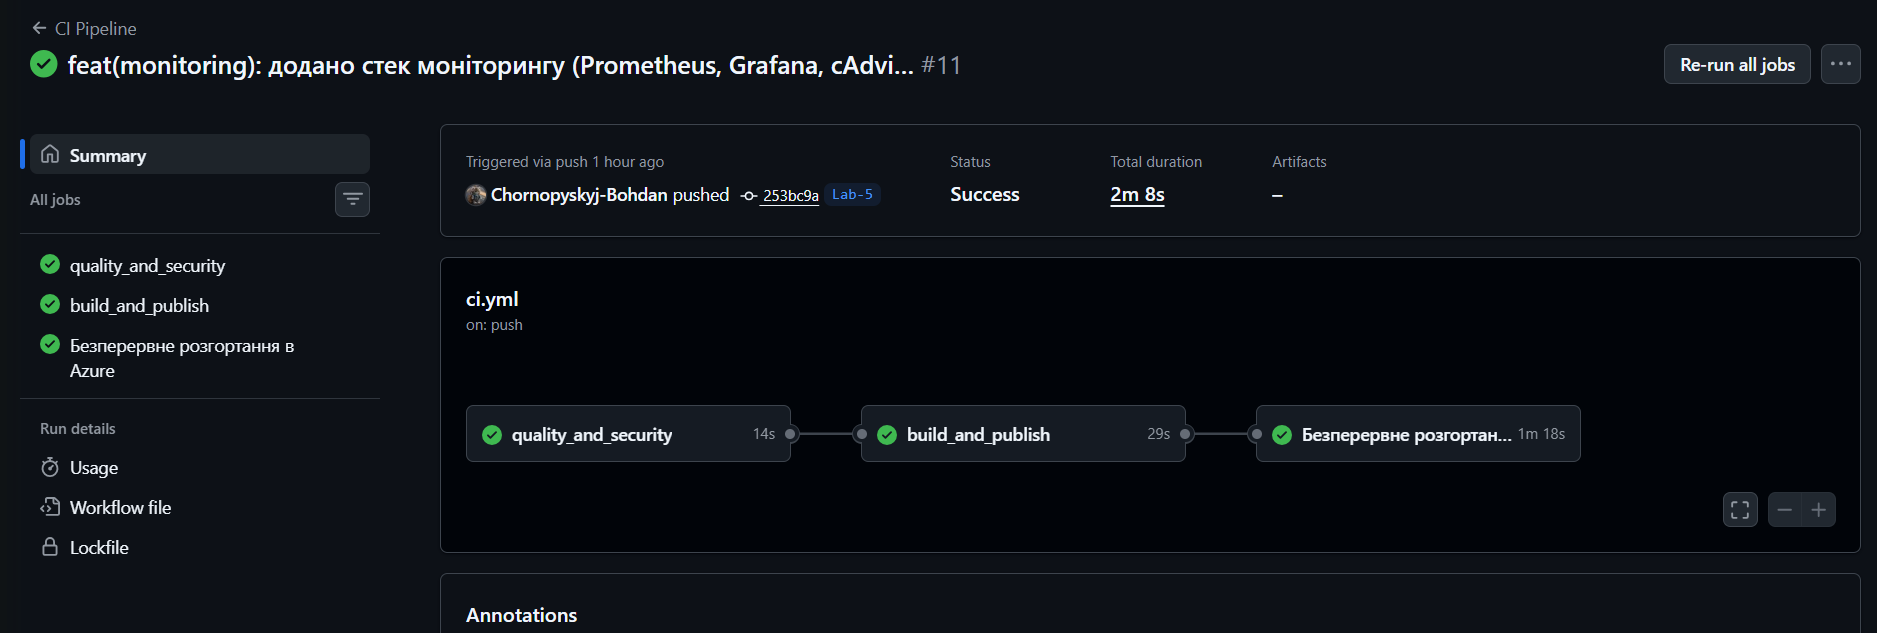 CI Pipeline
feat(monitoring): додано стек моніторингу (Prometheus, Grafana, cAdvi... #11
Re-run all jobs
Summary
All jobs
quality_and_security
build_and_publish
Безперервне розгортання в
Azure
Run details
Usage
Workflow file
Lockfile
Triggered via push 1 hour ago
Chornopyskyj-Bohdan pushed 253bc9a Lab-5
Status
Success
Total duration
2m 8s
Artifacts
–
ci.yml
on: push
quality_and_security 14s
build_and_publish 29s
Безперервне розгортан... 1m 18s
Annotations